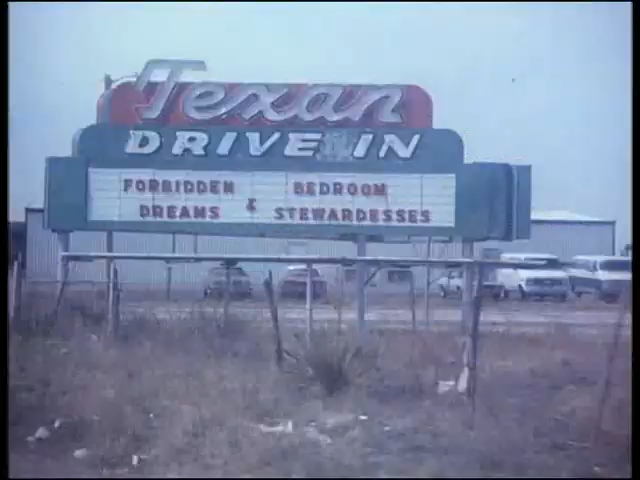 Texan
DRIVE IN
FORBIDDEN BEDROOM
DREAMS & STEWARDESSES